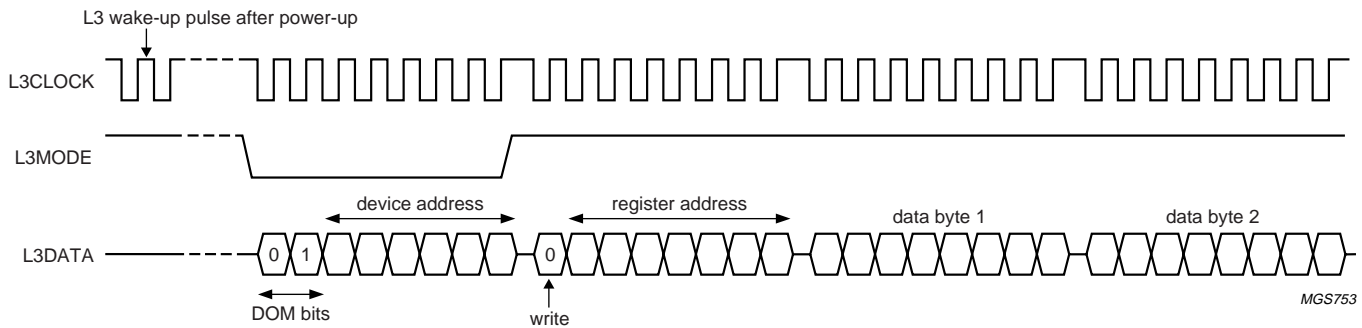 L3 wake-up pulse after power-up
L3CLOCK
L3MODE
device address
register address
data byte 1
data byte 2
L3DATA
0 1
0
DOM bits
write
MGS753